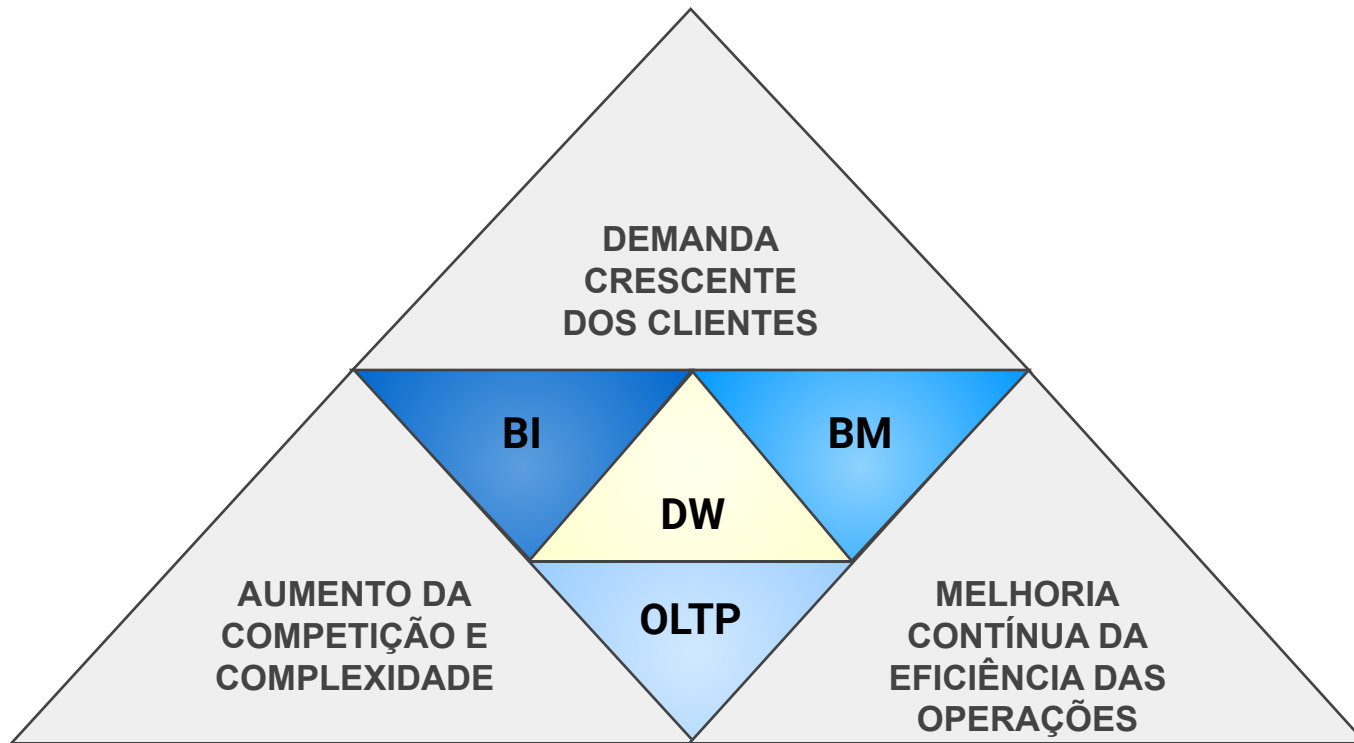 DEMANDA
CRESCENTE
DOS CLIENTES
BI
BM
DW
OLTP
AUMENTO DA
COMPETIÇÃO E
COMPLEXIDADE
MELHORIA
CONTÍNUA DA
EFICIÊNCIA DAS
OPERAÇÕES